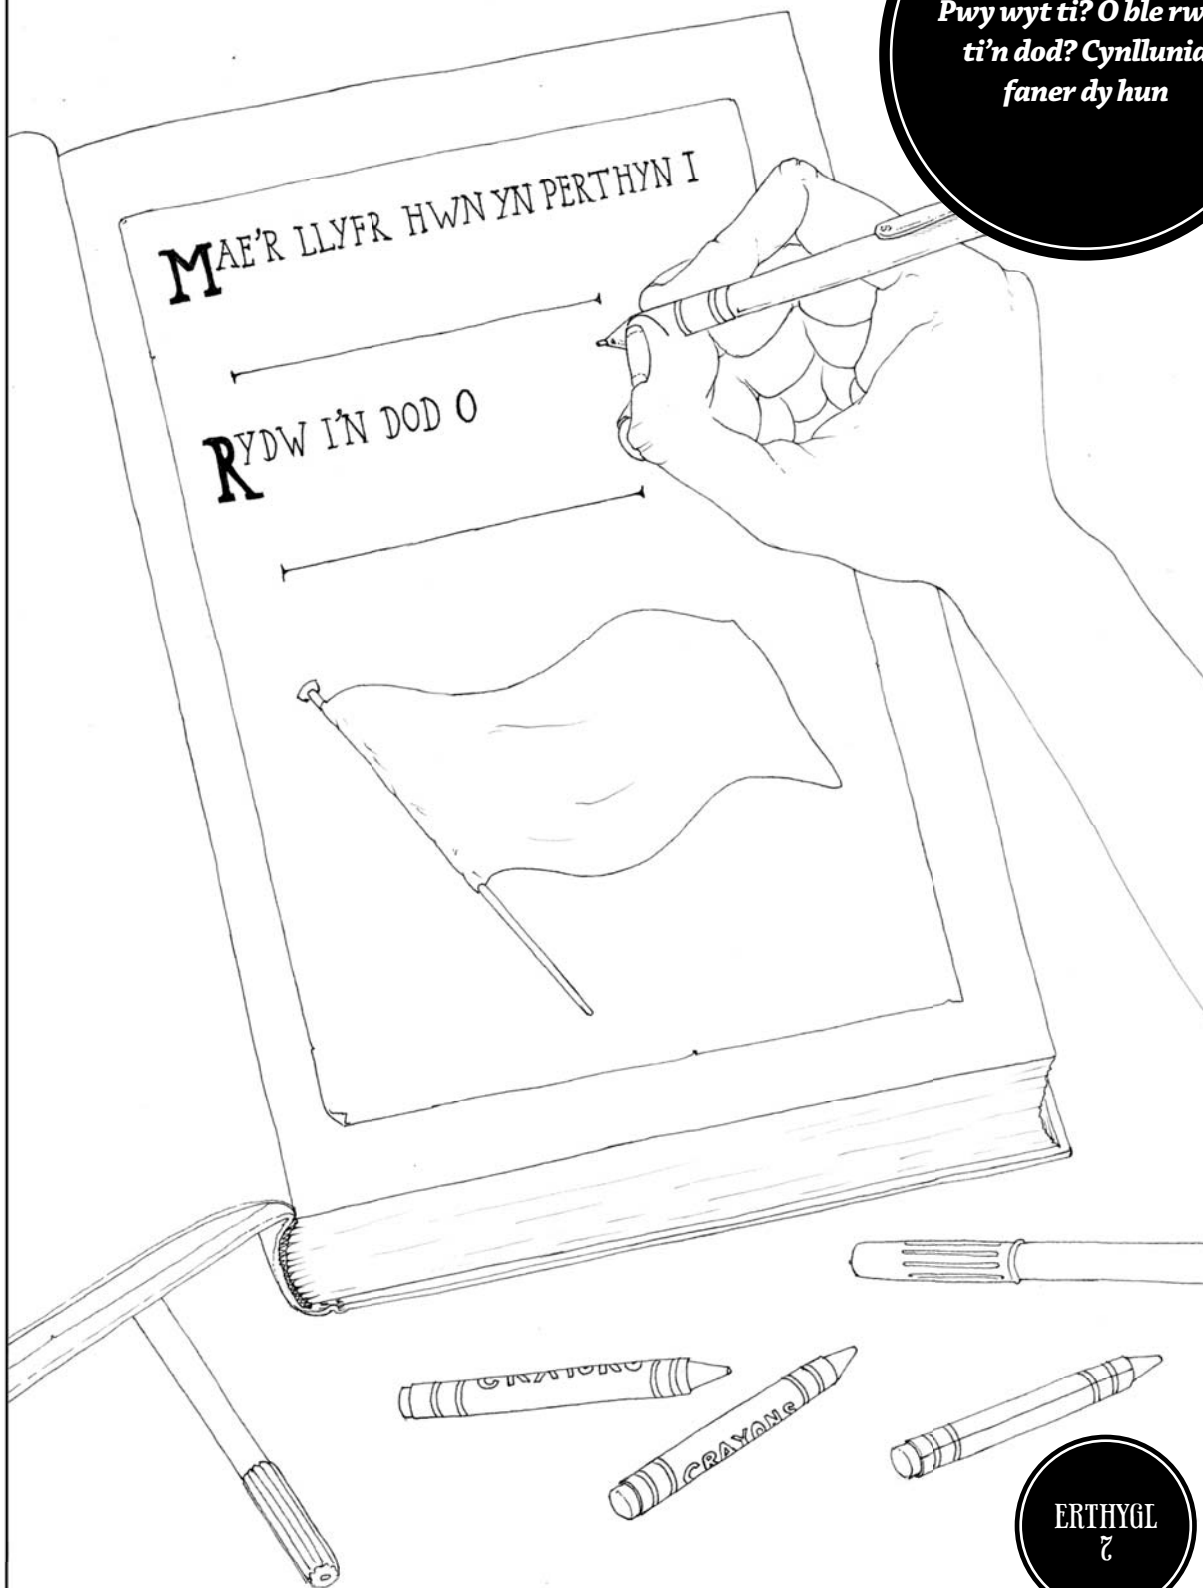 Pwy wyt ti? O ble
ti'n dod?
faner dy hun
MAE'R LLYFR HWN YN PERTHYN I
RYDW I'N DOD O
CRAYONS
CRAYONS
ERTHYGL
7